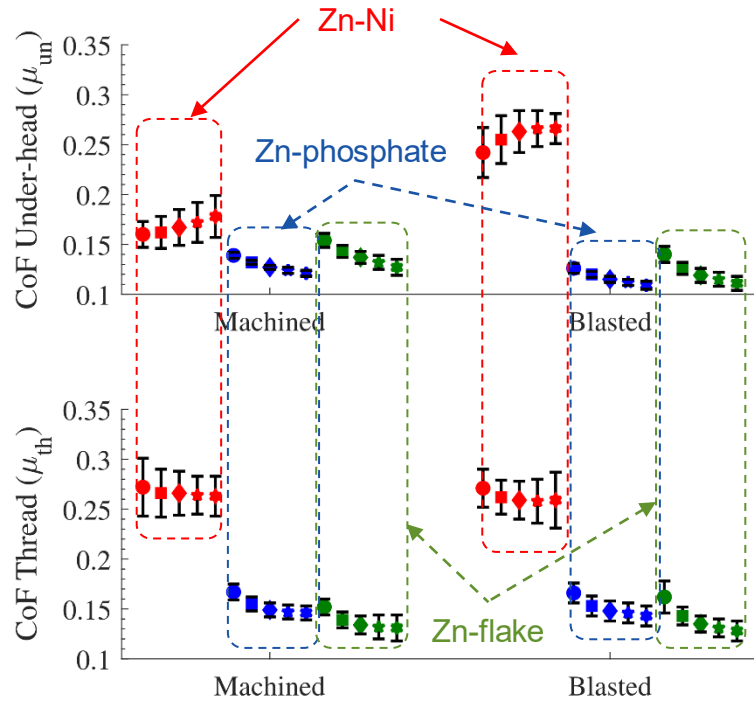 Zn-Ni
0.35
0.3
0.25
0.2
0.15
0.1
CoF Under-head (μun)
Zn-phosphate
Machined
Blasted
0.35
0.3
0.25
0.2
0.15
0.1
CoF Thread (μth)
Zn-flake
Machined
Blasted